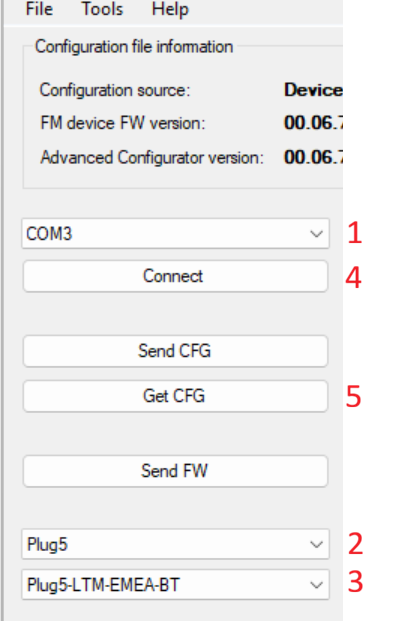 File Tools Help
Configuration file information
Configuration source: Device
FM device FW version: 00.06.7
Advanced Configurator version: 00.06.7
COM3 1
Connect 4
Send CFG
Get CFG 5
Send FW
Plug5 2
Plug5-LTM-EMEA-BT 3